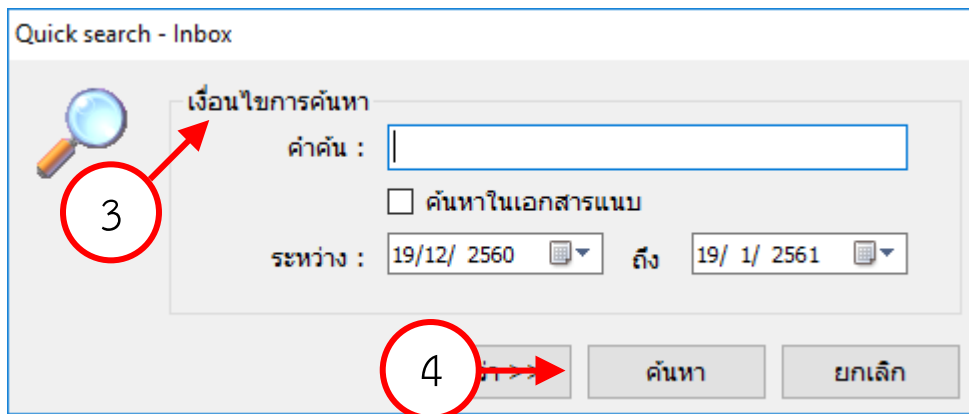 Quick search - Inbox
เงื่อนไขการค้นหา
คำค้น :
ค้นหาในเอกสารแนบ
ระหว่าง : 19/12/ 2560 ถึง 19/ 1/ 2561
3
4 >> ค้นหา ยกเลิก